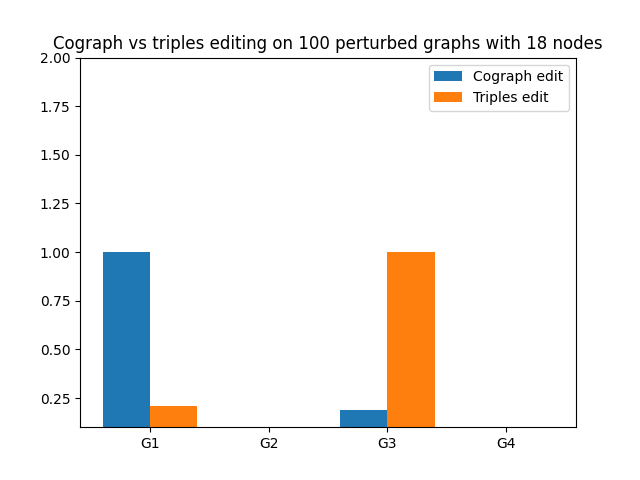 Cograph vs triples editing on 100 perturbed graphs with 18 nodes
2.00
1.75
1.50
1.25
1.00
0.75
0.50
0.25
Cograph edit
Triples edit
G1 G2 G3 G4